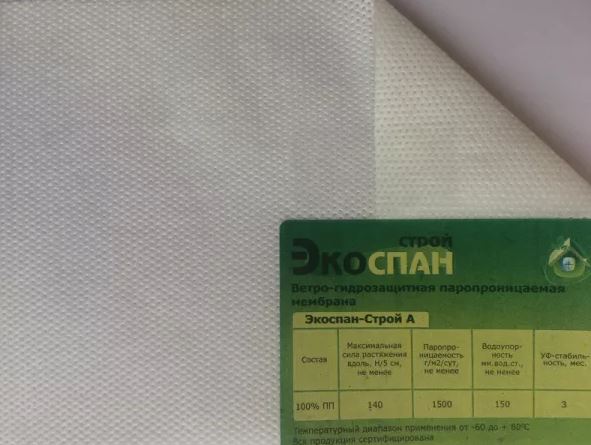 строй
Экоспан
Ветро-гидрозащитная паропроницаемая
мембрана
Экоспан-Строй А
Состав
Максимальная
сила растяжения
вдоль, Н/5 см,
не менее
Паропро-
ницаемость
г/м2/сут,
не менее
Водоупор-
ность
мм.вод.ст.,
не менее
УФ-стабиль-
ность, мес.
100% ПП
140
1500
150
3
Температурный диапазон применения от -60 до + 80°С
Вся продукция сертифицирована